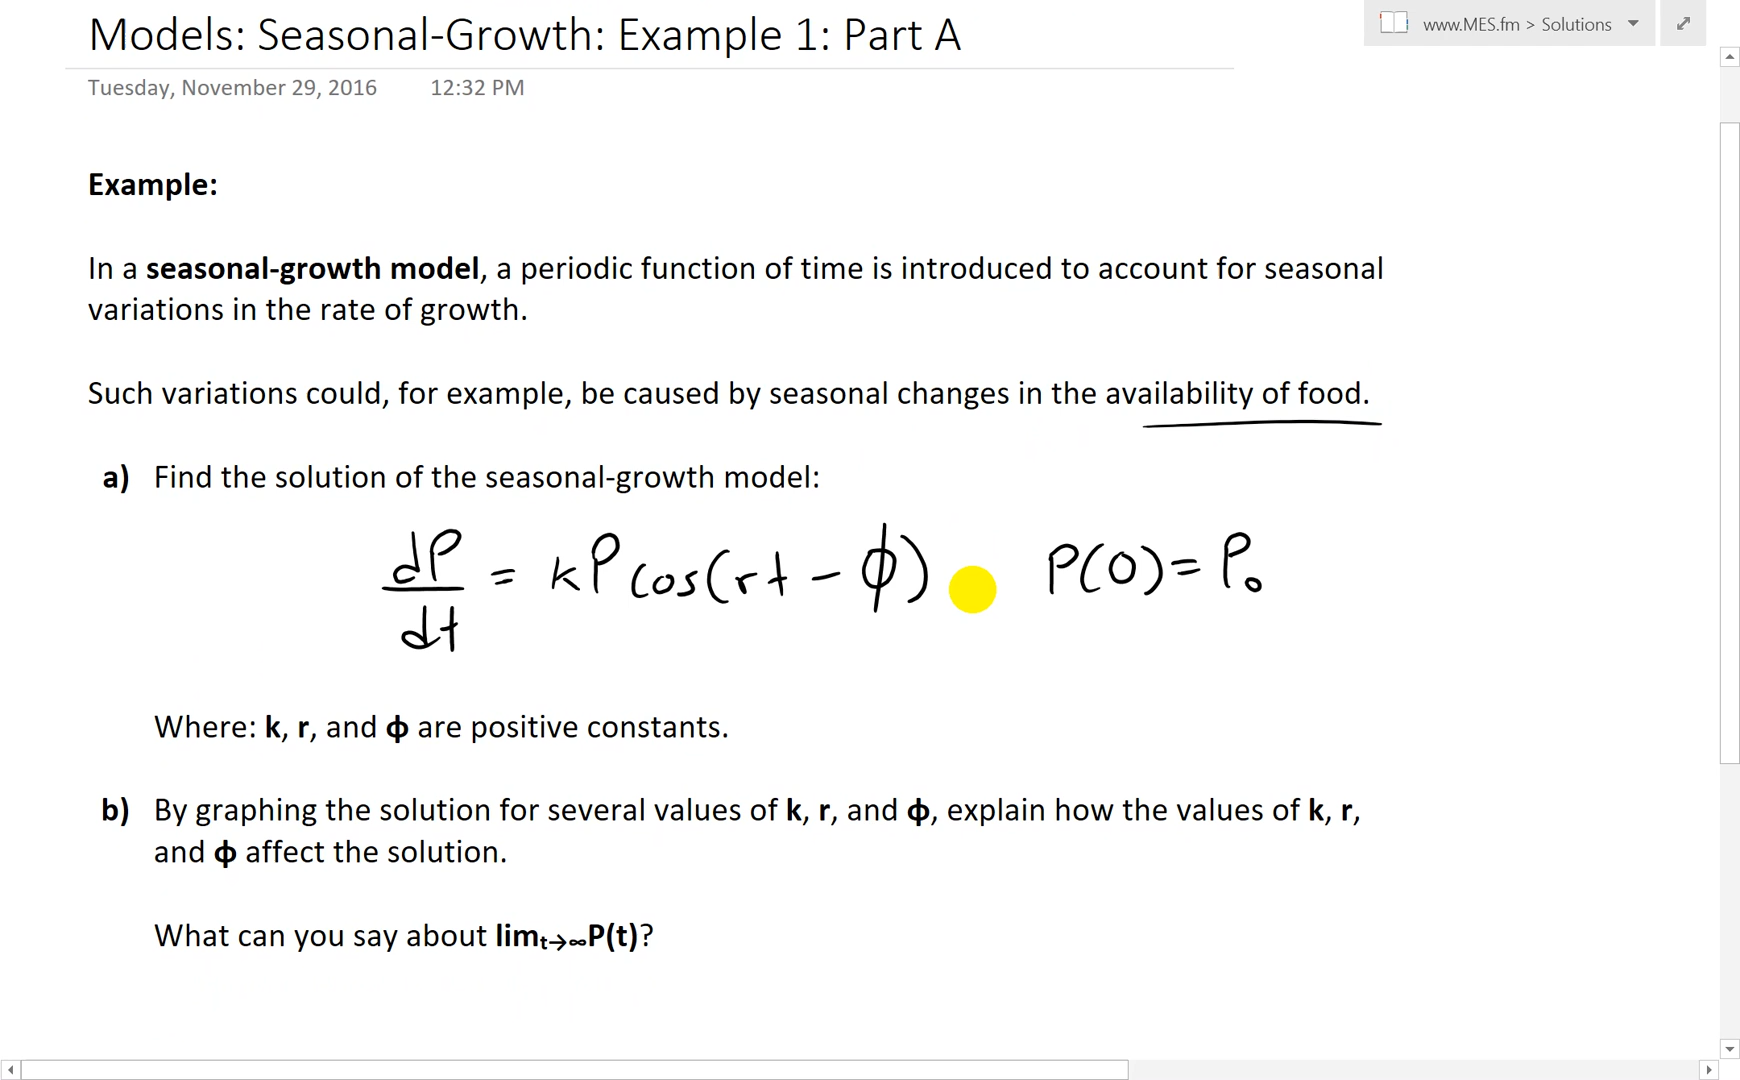 Models: Seasonal-Growth: Example 1: Part A
www.MES.fm > Solutions
Tuesday, November 29, 2016 12:32 PM
Example:
In a seasonal-growth model, a periodic function of time is introduced to account for seasonal
variations in the rate of growth.
Such variations could, for example, be caused by seasonal changes in the availability of food.
a) Find the solution of the seasonal-growth model:
dP/dt = kP cos(rt - ϕ) P(0) = P₀
Where: k, r, and ϕ are positive constants.
b) By graphing the solution for several values of k, r, and ϕ, explain how the values of k, r,
and ϕ affect the solution.
What can you say about limₜ→∞P(t)?